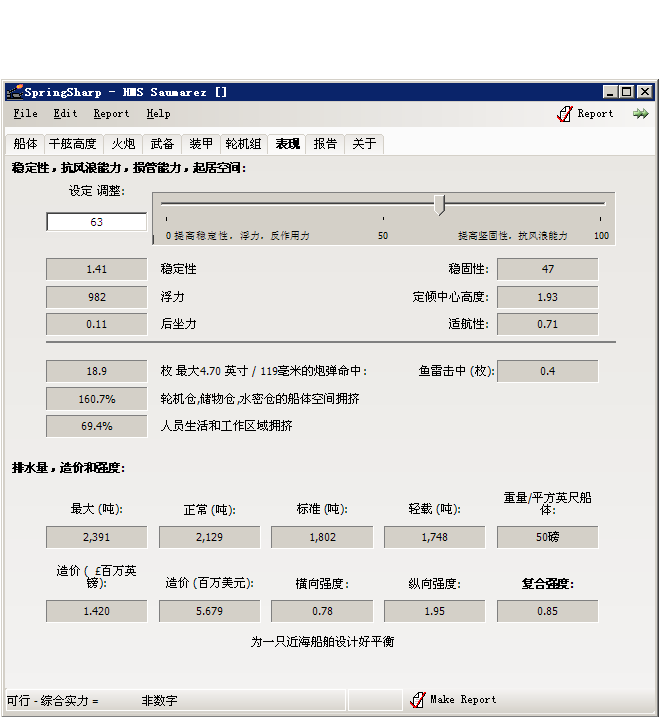 SpringSharp - HMS Saumarez []
File Edit Report Help Report
船体 干舷高度 火炮 武备 装甲 轮机组 表现 报告 关于
稳定性，抗风浪能力，损管能力，起居空间:
设定 调整:
63
0 提高稳定性，浮力，反作用力 50 提高坚固性，抗风浪能力 100
1.41 稳定性 稳固性: 47
982 浮力 定倾中心高度: 1.93
0.11 后坐力 适航性: 0.71
18.9 枚 最大4.70 英寸 / 119毫米的炮弹命中: 鱼雷击中 (枚): 0.4
160.7% 轮机仓,储物仓,水密仓的船体空间拥挤
69.4% 人员生活和工作区域拥挤
排水量，造价和强度:
最大 (吨): 正常 (吨): 标准 (吨): 轻载 (吨): 重量/平方英尺船体:
2,391 2,129 1,802 1,748 50磅
造价 ( £百万英镑): 造价 (百万美元): 横向强度: 纵向强度: 复合强度:
1.420 5.679 0.78 1.95 0.85
为一只近海船舶设计好平衡
可行 - 综合实力 = 非数字 Make Report